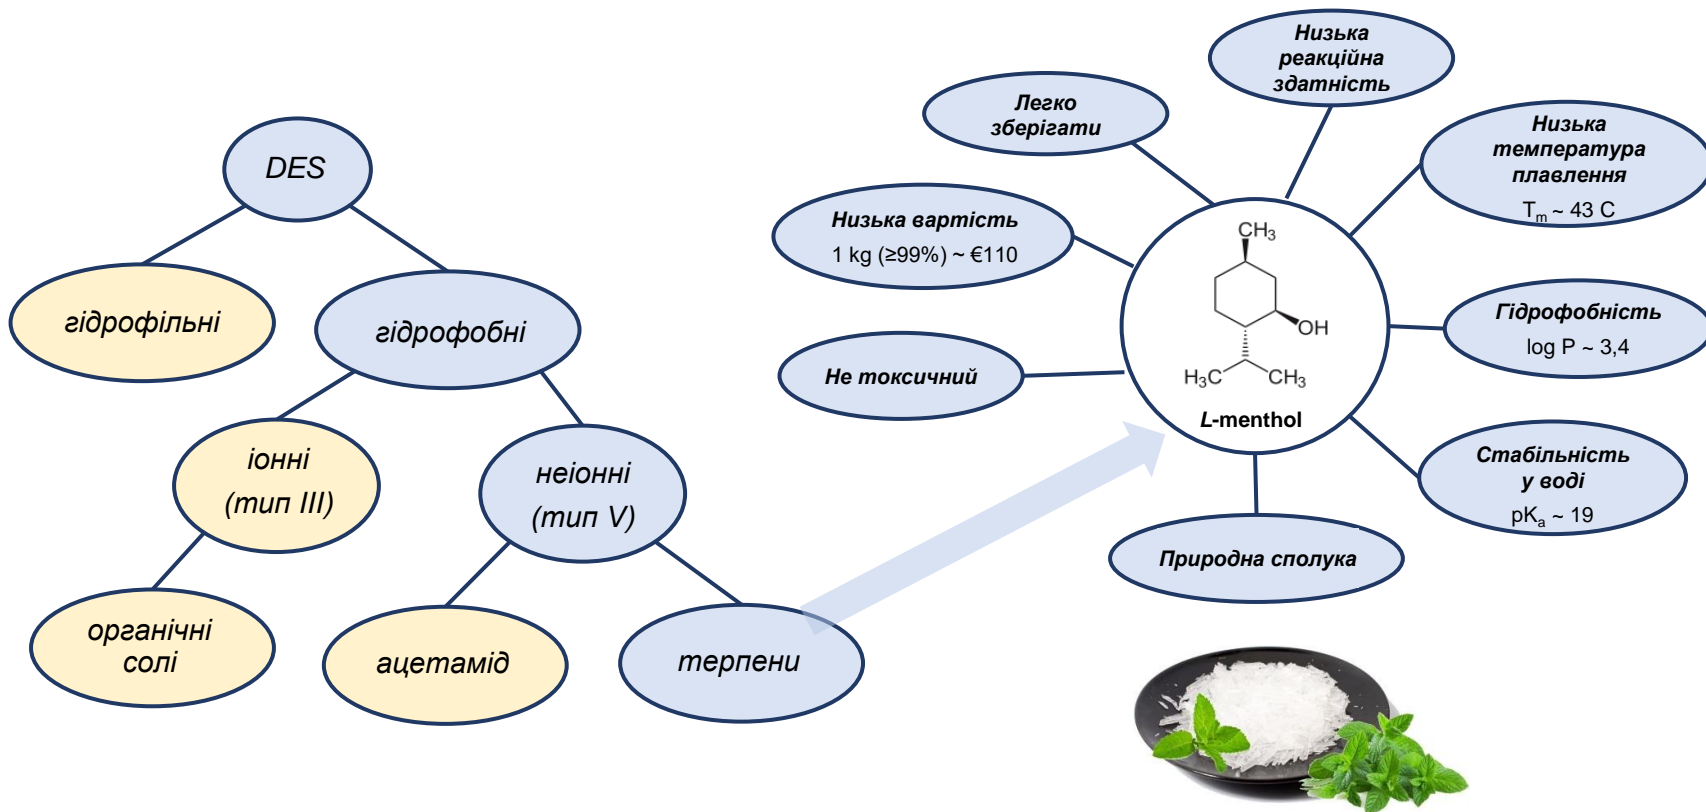 DES
гідрофільні
гідрофобні
іонні
(тип III)
неіонні
(тип V)
органічні
солі
ацетамід
терпени
Низька
реакційна
здатність
Легко
зберігати
Низька
температура
плавлення
Tₘ ~ 43 C
Низька вартість
1 kg (≥99%) ~ €110
Гідрофобність
log P ~ 3,4
Не токсичний
Стабільність
у воді
pKₐ ~ 19
Природна сполука
CH₃
OH
H₃C
CH₃
L-menthol